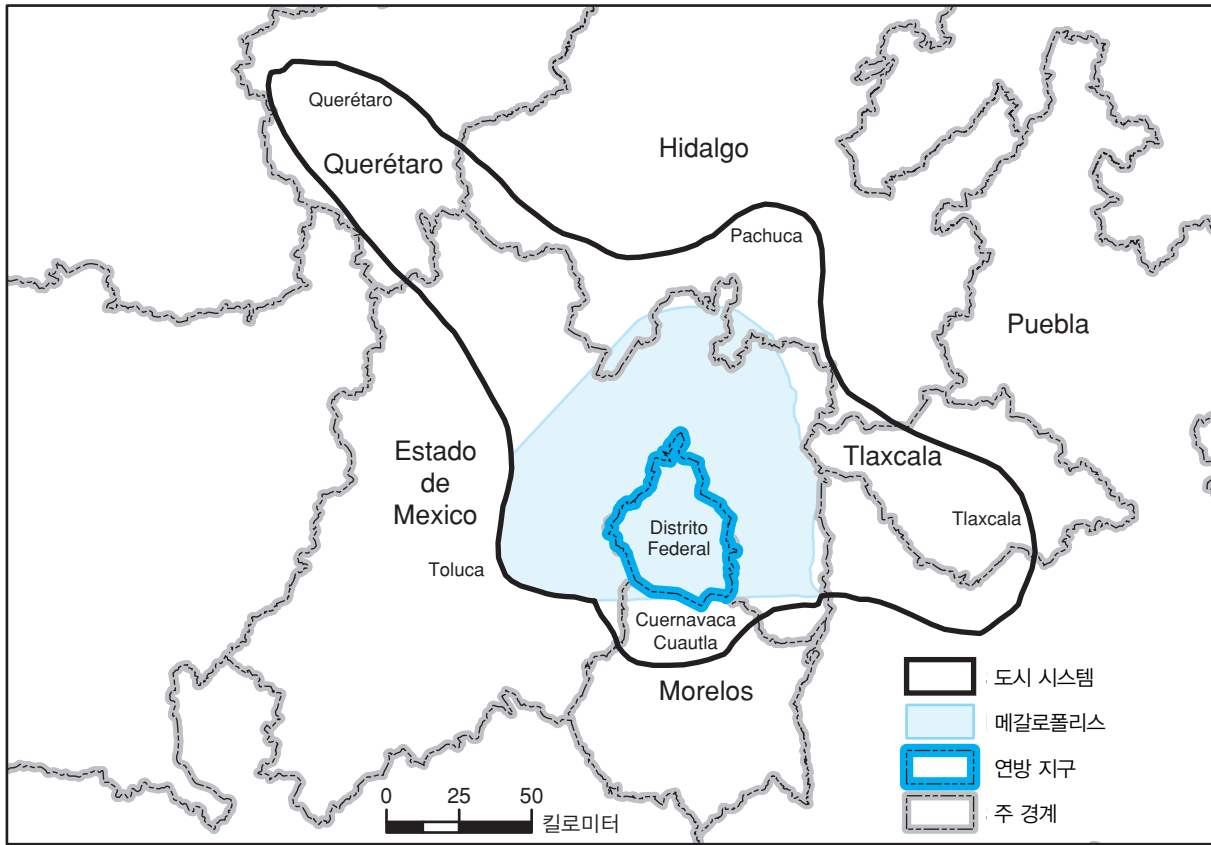 Querétaro
Querétaro
Hidalgo
Pachuca
Puebla
Estado
de
Mexico
Tlaxcala
Tlaxcala
Distrito
Federal
Toluca
Cuernavaca
Cuautla
Morelos
도시 시스템
메갈로폴리스
연방 지구
주 경계
0 25 50
킬로미터